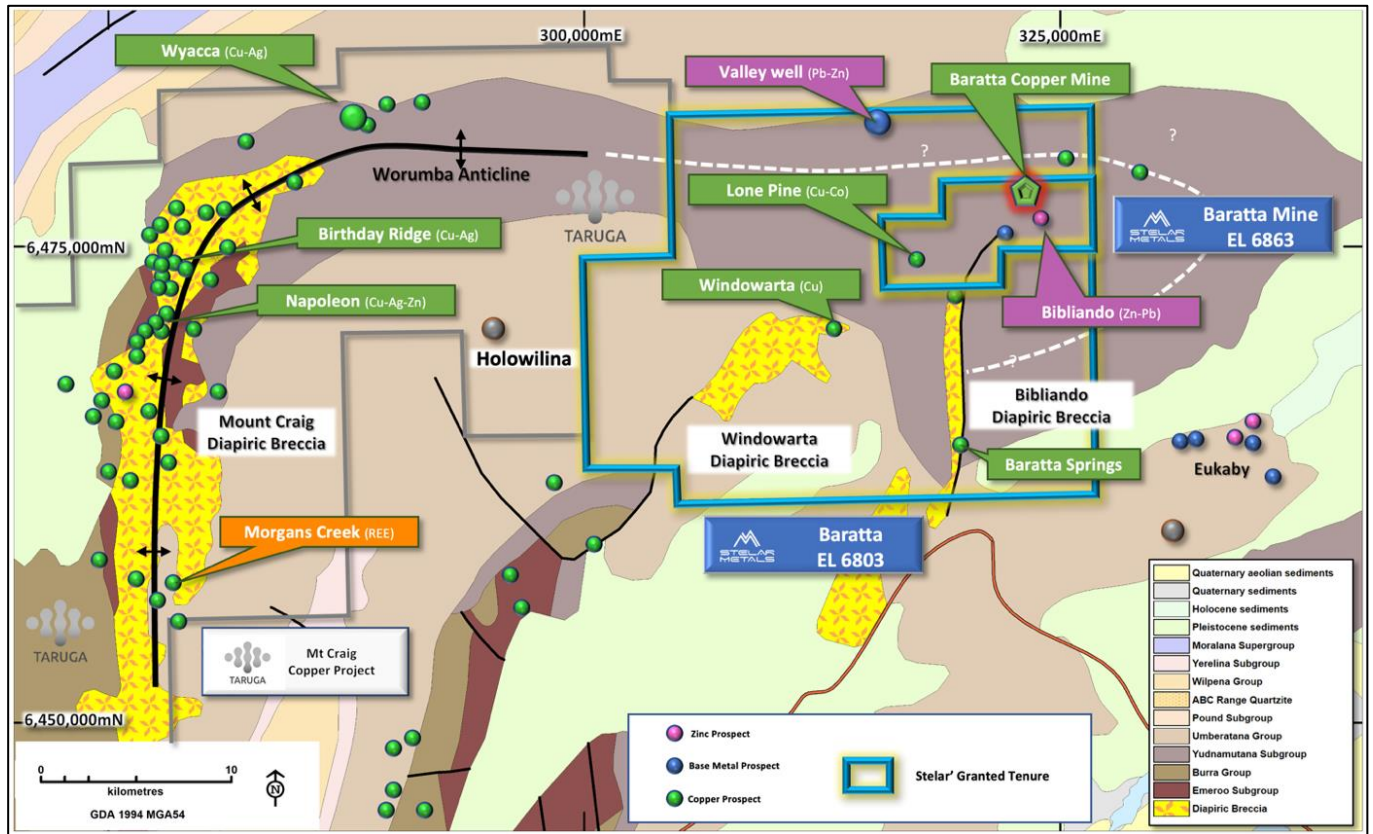 300,000mE
325,000mE
Wyacca (Cu-Ag)
Valley well (Pb-Zn)
Baratta Copper Mine
?
?
Worumba Anticline
Lone Pine (Cu-Co)
TARUGA
STELAR
METALS
Baratta Mine
EL 6863
6,475,000mN
Birthday Ridge (Cu-Ag)
Napoleon (Cu-Ag-Zn)
Windowarta (Cu)
Bibliando (Zn-Pb)
Holowilina
?
Mount Craig
Diapiric Breccia
Bibliando
Diapiric Breccia
Windowarta
Diapiric Breccia
Baratta Springs
Eukaby
Morgans Creek (REE)
STELAR
METALS
Baratta
EL 6803
TARUGA
TARUGA
Mt Craig
Copper Project
6,450,000mN
0 10
kilometres
N
GDA 1994 MGA54
Zinc Prospect
Base Metal Prospect
Copper Prospect
Stelar' Granted Tenure
Quaternary aeolian sediments
Quaternary sediments
Holocene sediments
Pleistocene sediments
Moralana Supergroup
Yerelina Subgroup
Wilpena Group
ABC Range Quartzite
Pound Subgroup
Umberatana Group
Yudnamutana Subgroup
Burra Group
Emeroo Subgroup
Diapiric Breccia